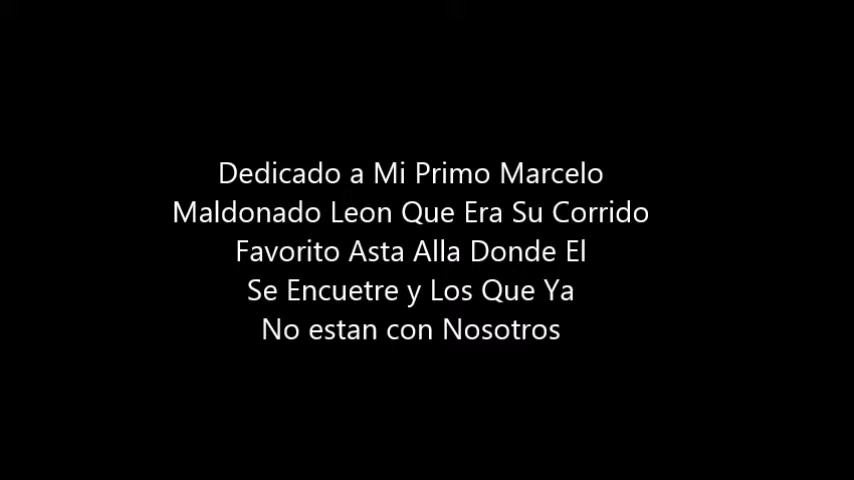 Dedicado a Mi Primo Marcelo
Maldonado Leon Que Era Su Corrido
Favorito Asta Alla Donde El
Se Encuetre y Los Que Ya
No estan con Nosotros